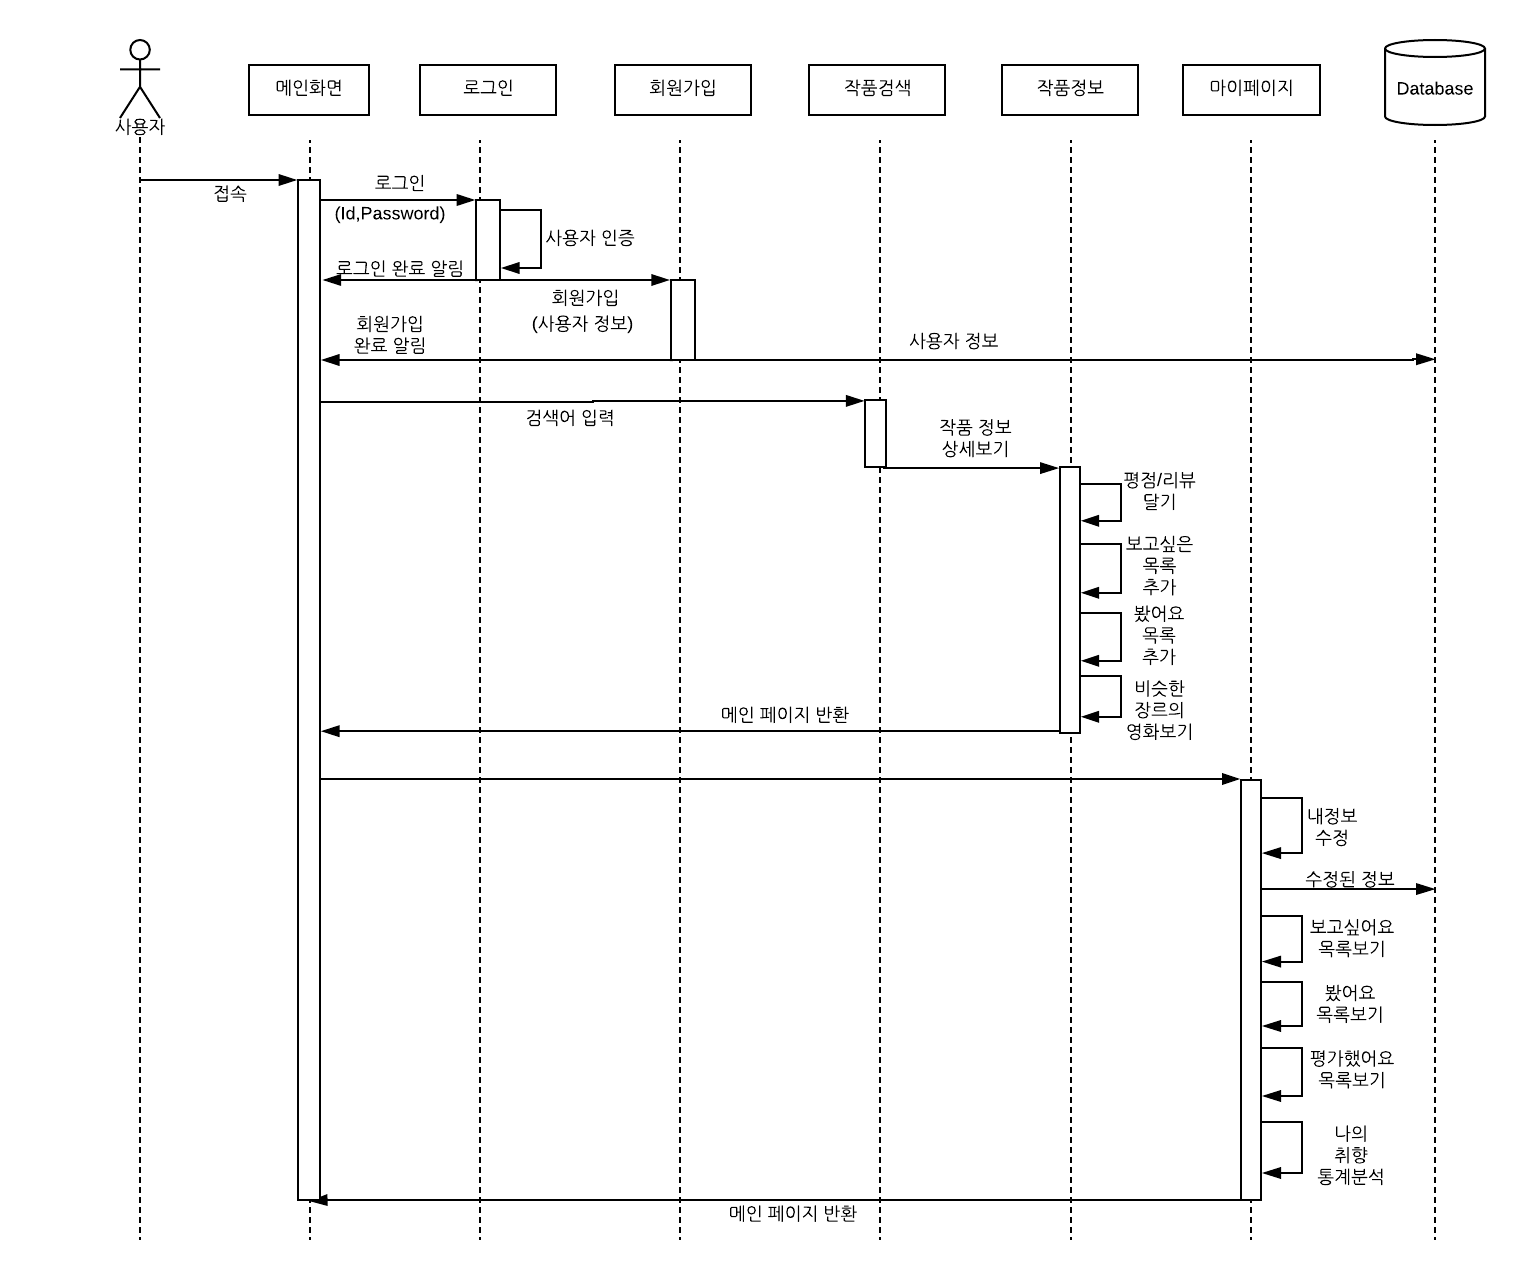 사용자
메인화면
로그인
회원가입
작품검색
작품정보
마이페이지
Database
접속
로그인
(Id,Password)
사용자 인증
로그인 완료 알림
회원가입
(사용자 정보)
회원가입
완료 알림
사용자 정보
검색어 입력
작품 정보
상세보기
평점/리뷰
달기
보고싶은
목록
추가
봤어요
목록
추가
비슷한
장르의
영화보기
메인 페이지 반환
내정보
수정
수정된 정보
보고싶어요
목록보기
봤어요
목록보기
평가했어요
목록보기
나의
취향
통계분석
메인 페이지 반환